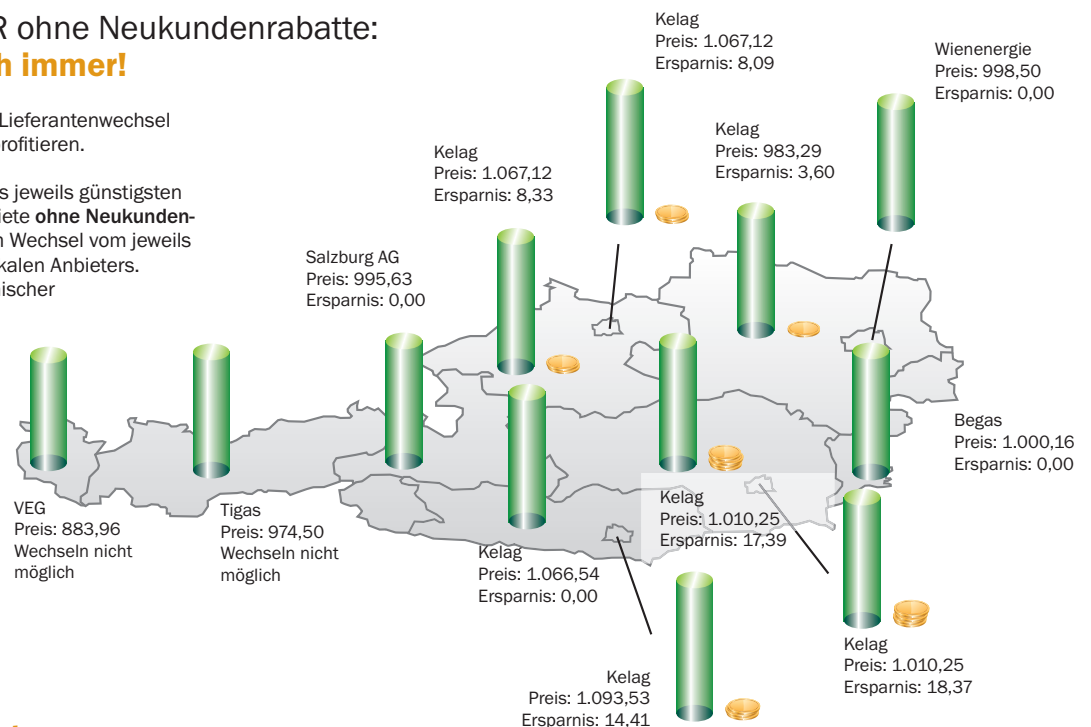 R ohne Neukundenrabatte:
h immer!
Lieferantenwechsel
rofitieren.
s jeweils günstigsten
iete ohne Neukunden-
n Wechsel vom jeweils
kalen Anbieters.
nischer
Kelag
Preis: 1.067,12
Ersparnis: 8,09
Wienenergie
Preis: 998,50
Ersparnis: 0,00
Kelag
Preis: 983,29
Ersparnis: 3,60
Kelag
Preis: 1.067,12
Ersparnis: 8,33
Salzburg AG
Preis: 995,63
Ersparnis: 0,00
Begas
Preis: 1.000,16
Ersparnis: 0,00
VEG
Preis: 883,96
Wechseln nicht
möglich
Tigas
Preis: 974,50
Wechseln nicht
möglich
Kelag
Preis: 1.010,25
Ersparnis: 17,39
Kelag
Preis: 1.066,54
Ersparnis: 0,00
Kelag
Preis: 1.010,25
Ersparnis: 18,37
Kelag
Preis: 1.093,53
Ersparnis: 14,41